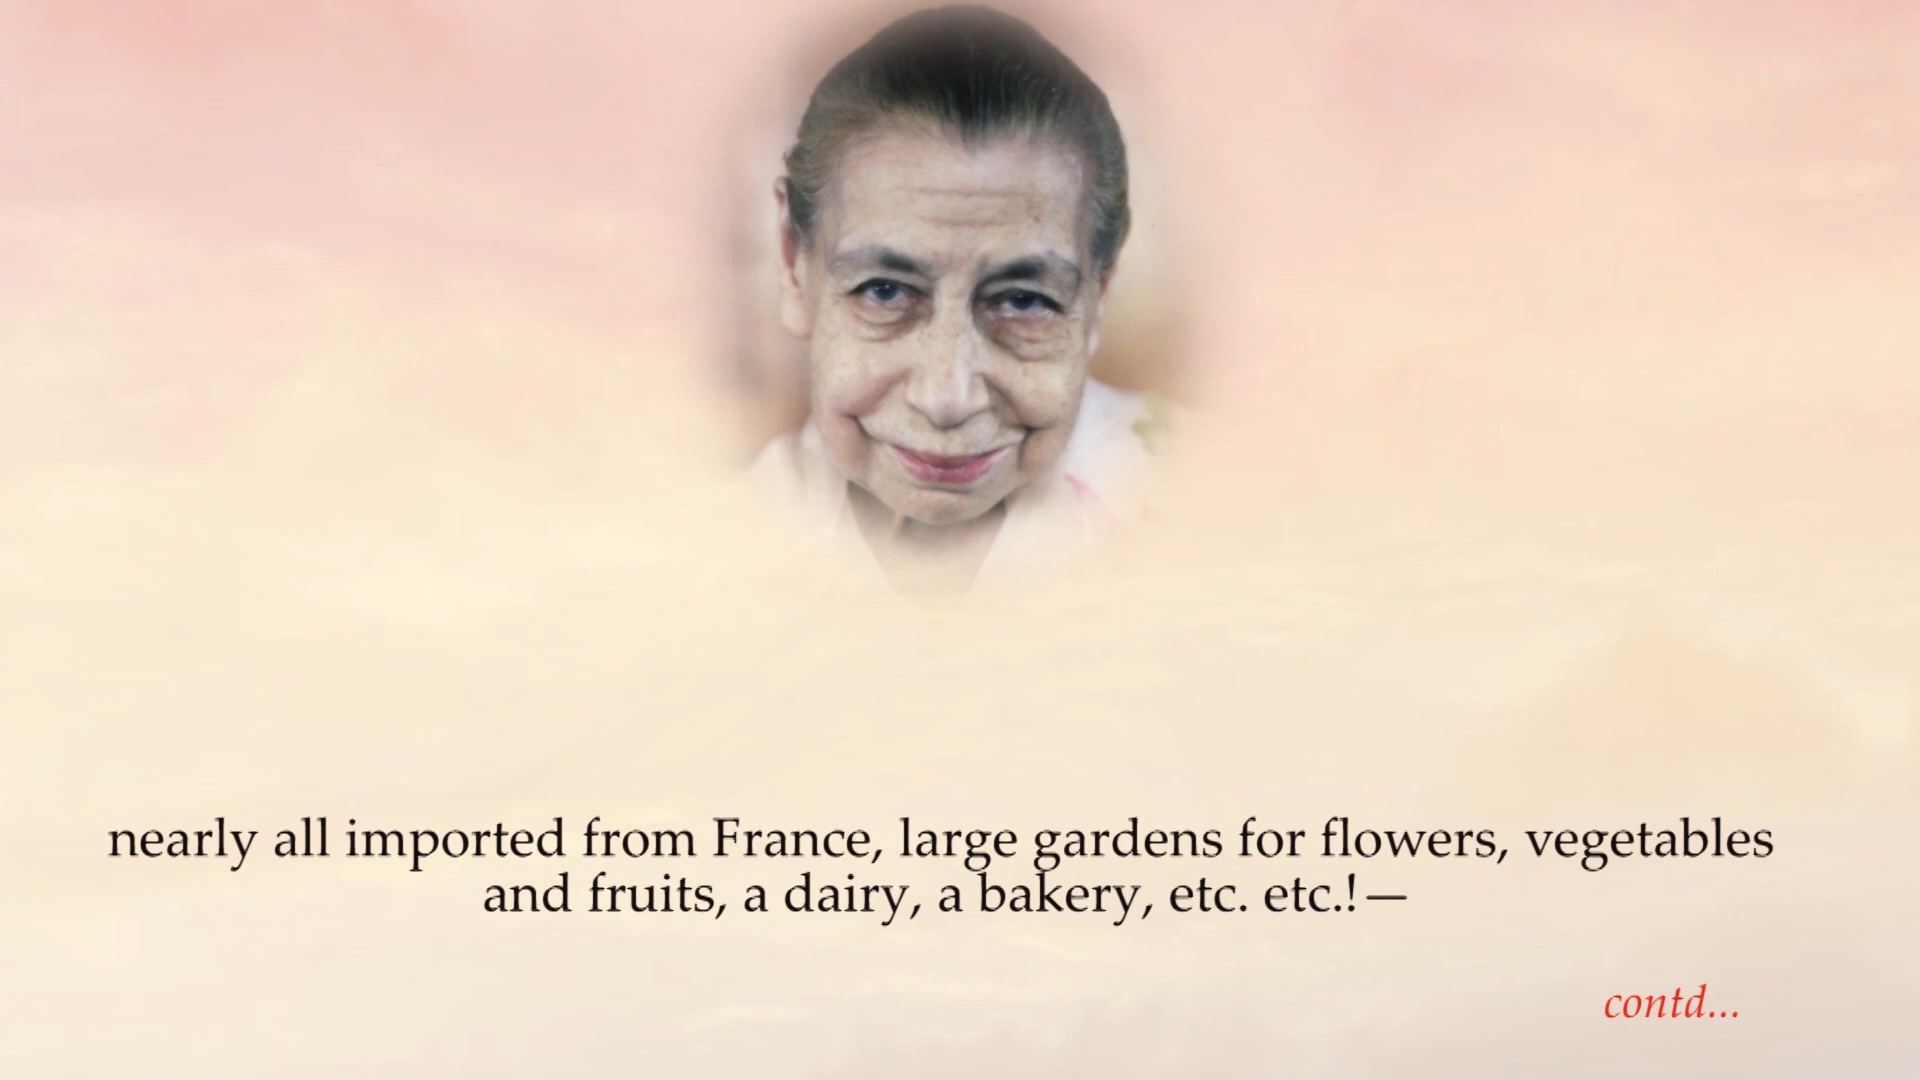 nearly all imported from France, large gardens for flowers, vegetables
and fruits, a dairy, a bakery, etc. etc.!—
contd...